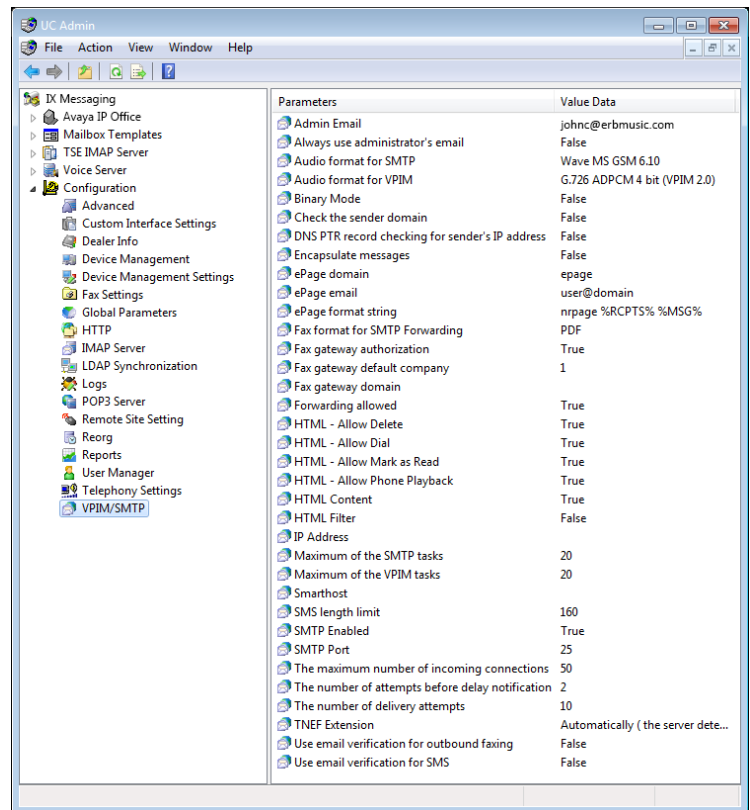 UC Admin
File Action View Window Help
IX Messaging
Avaya IP Office
Mailbox Templates
TSE IMAP Server
Voice Server
Configuration
Advanced
Custom Interface Settings
Dealer Info
Device Management
Device Management Settings
Fax Settings
Global Parameters
HTTP
IMAP Server
LDAP Synchronization
Logs
POP3 Server
Remote Site Setting
Reorg
Reports
User Manager
Telephony Settings
VPIM/SMTP
Parameters Value Data
Admin Email johnc@erbmusic.com
Always use administrator's email False
Audio format for SMTP Wave MS GSM 6.10
Audio format for VPIM G.726 ADPCM 4 bit (VPIM 2.0)
Binary Mode False
Check the sender domain False
DNS PTR record checking for sender's IP address False
Encapsulate messages False
ePage domain epage
ePage email user@domain
ePage format string nrpage %RCPTS% %MSG%
Fax format for SMTP Forwarding PDF
Fax gateway authorization True
Fax gateway default company 1
Fax gateway domain
Forwarding allowed True
HTML - Allow Delete True
HTML - Allow Dial True
HTML - Allow Mark as Read True
HTML - Allow Phone Playback True
HTML Content True
HTML Filter False
IP Address
Maximum of the SMTP tasks 20
Maximum of the VPIM tasks 20
Smarthost
SMS length limit 160
SMTP Enabled True
SMTP Port 25
The maximum number of incoming connections 50
The number of attempts before delay notification 2
The number of delivery attempts 10
TNEF Extension Automatically ( the server dete...
Use email verification for outbound faxing False
Use email verification for SMS False